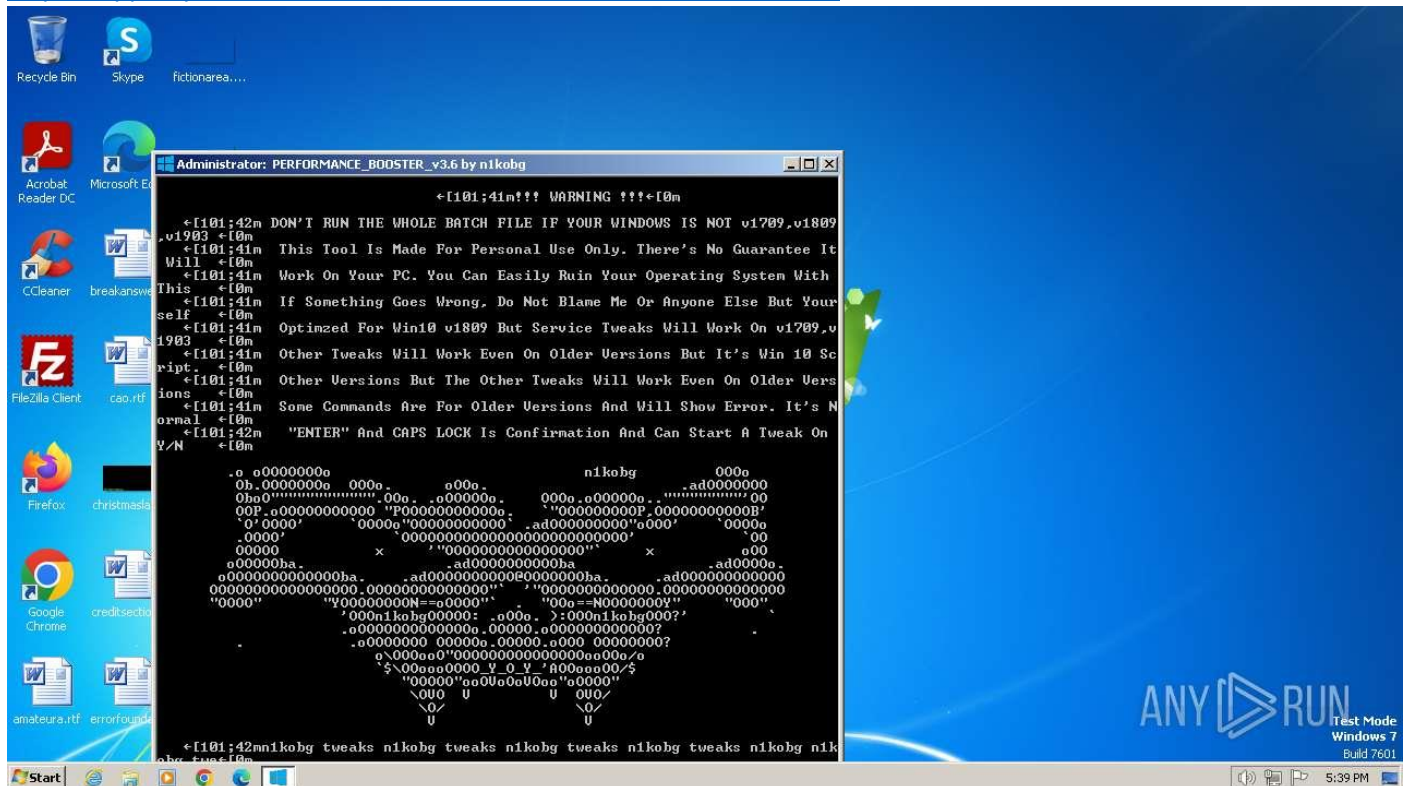 Recycle Bin
Skype
fictionarea....
Acrobat Reader DC
Microsoft Ed
CCleaner
breakanswe
FileZilla Client
cao.rtf
Firefox
christmasla
Google Chrome
creditsectio
amateura.rtf
errorfounda
Administrator: PERFORMANCE_BOOSTER_v3.6 by n1kobg
←[101;41m!!! WARNING !!!←[0m
←[101;42m DON'T RUN THE WHOLE BATCH FILE IF YOUR WINDOWS IS NOT v1709,v1809
,v1903 ←[0m
←[101;41m  This Tool Is Made For Personal Use Only. There's No Guarantee It
Will  ←[0m
←[101;41m  Work On Your PC. You Can Easily Ruin Your Operating System With
This   ←[0m
←[101;41m  If Something Goes Wrong, Do Not Blame Me Or Anyone Else But Your
self  ←[0m
←[101;41m  Optimzed For Win10 v1809 But Service Tweaks Will Work On v1709,v
1903  ←[0m
←[101;41m  Other Tweaks Will Work Even On Older Versions But It's Win 10 Sc
ript.  ←[0m
←[101;41m  Other Versions But The Other Tweaks Will Work Even On Older Vers
ions  ←[0m
←[101;41m  Some Commands Are For Older Versions And Will Show Error. It's N
ormal  ←[0m
←[101;42m   "ENTER" And CAPS LOCK Is Confirmation And Can Start A Tweak On
Y/N    ←[0m
n1kobg
n1kobg
n1kobg
←[101;42mn1kobg tweaks n1kobg tweaks n1kobg tweaks n1kobg tweaks n1kobg n1k
obg twe←[0m
ANY RUN
Test Mode
Windows 7
Build 7601
Start
5:39 PM